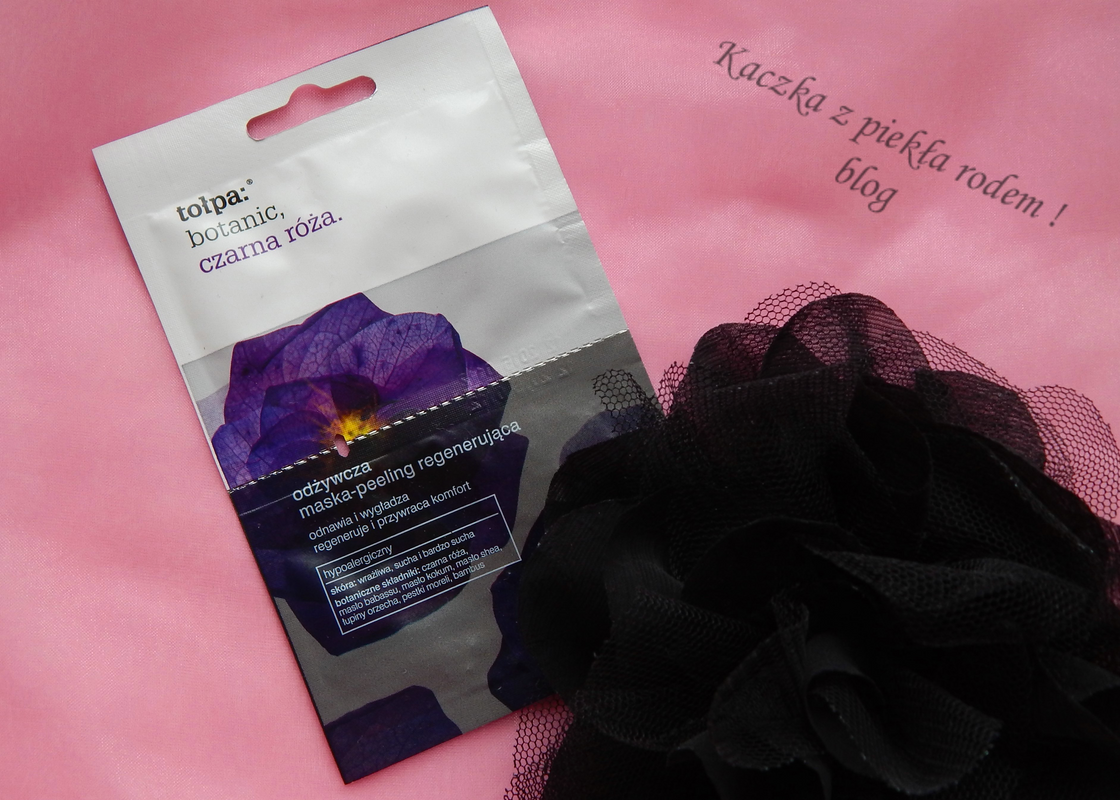 Kaczka z piekła rodem !
blog
tołpa:®
botanic,
czarna róża.
odżywcza
maska-peeling regenerująca
odnawia i wygładza
regeneruje i przywraca komfort
hypoalergiczny
skóra: wrażliwa, sucha i bardzo sucha
botaniczne składniki: czarna róża,
masło babassu, masło kokum, masło shea,
łupiny orzecha, pestki moreli, bambus